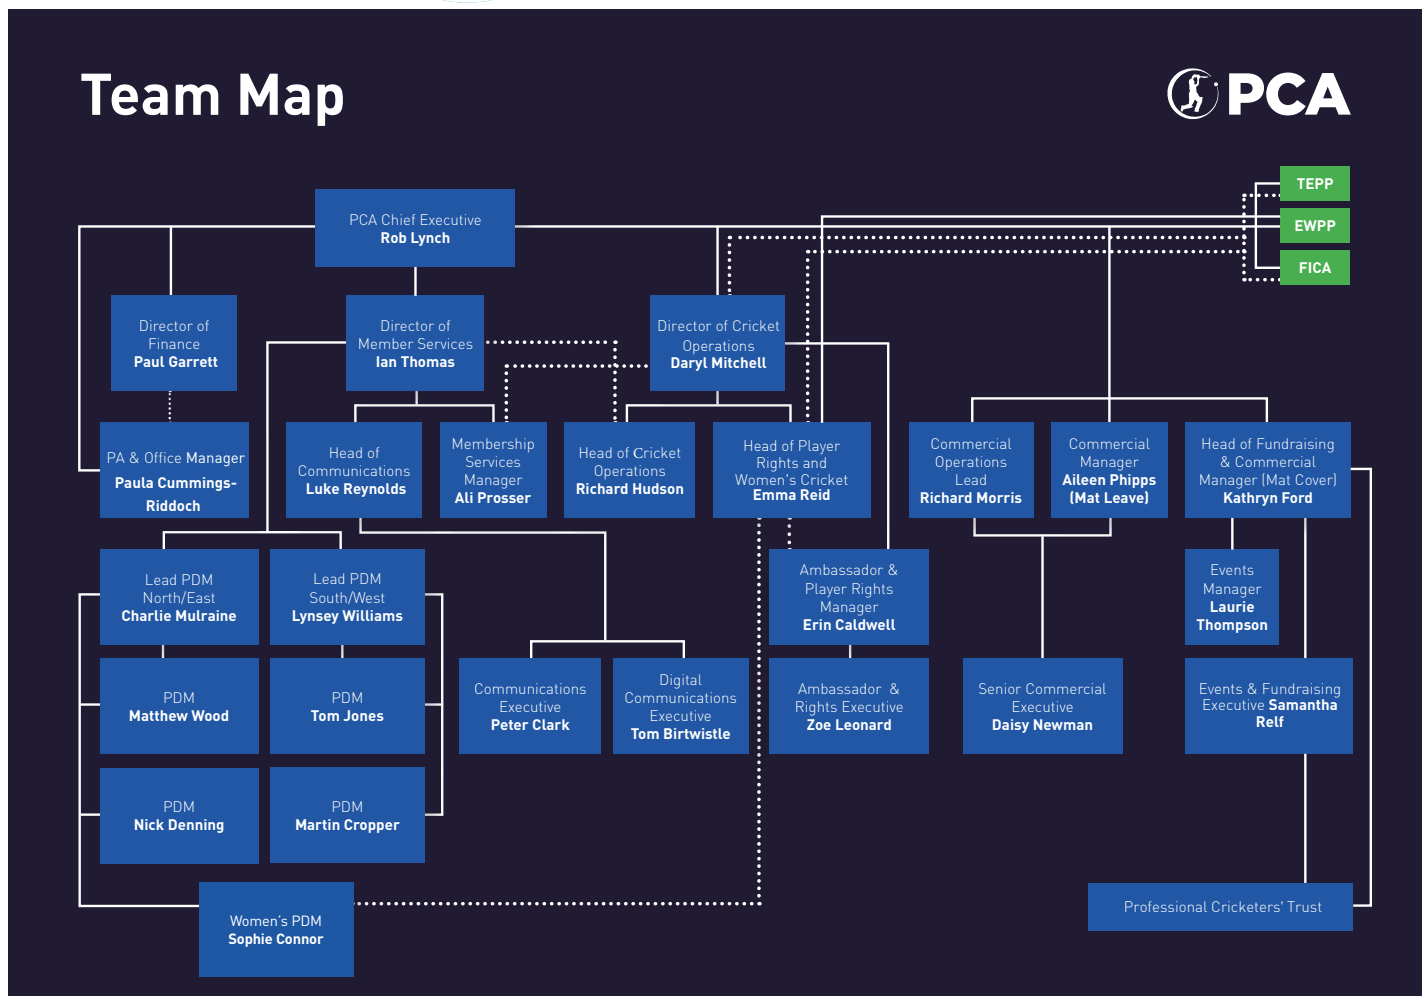 Team Map
PCA
TEPP
EWPP
FICA
PCA Chief Executive
Rob Lynch
Director of
Finance
Paul Garrett
Director of
Member Services
Ian Thomas
Director of Cricket
Operations
Daryl Mitchell
PA & Office Manager
Paula Cummings-
Riddoch
Head of
Communications
Luke Reynolds
Membership
Services
Manager
Ali Prosser
Head of Cricket
Operations
Richard Hudson
Head of Player
Rights and
Women's Cricket
Emma Reid
Commercial
Operations
Lead
Richard Morris
Commercial
Manager
Aileen Phipps
(Mat Leave)
Head of Fundraising
& Commercial
Manager (Mat Cover)
Kathryn Ford
Lead PDM
North/East
Charlie Mulraine
Lead PDM
South/West
Lynsey Williams
Ambassador &
Player Rights
Manager
Erin Caldwell
Events
Manager
Laurie
Thompson
PDM
Matthew Wood
PDM
Tom Jones
Communications
Executive
Peter Clark
Digital
Communications
Executive
Tom Birtwistle
Ambassador &
Rights Executive
Zoe Leonard
Senior Commercial
Executive
Daisy Newman
Events & Fundraising
Executive Samantha
Relf
PDM
Nick Denning
PDM
Martin Cropper
Women's PDM
Sophie Connor
Professional Cricketers' Trust